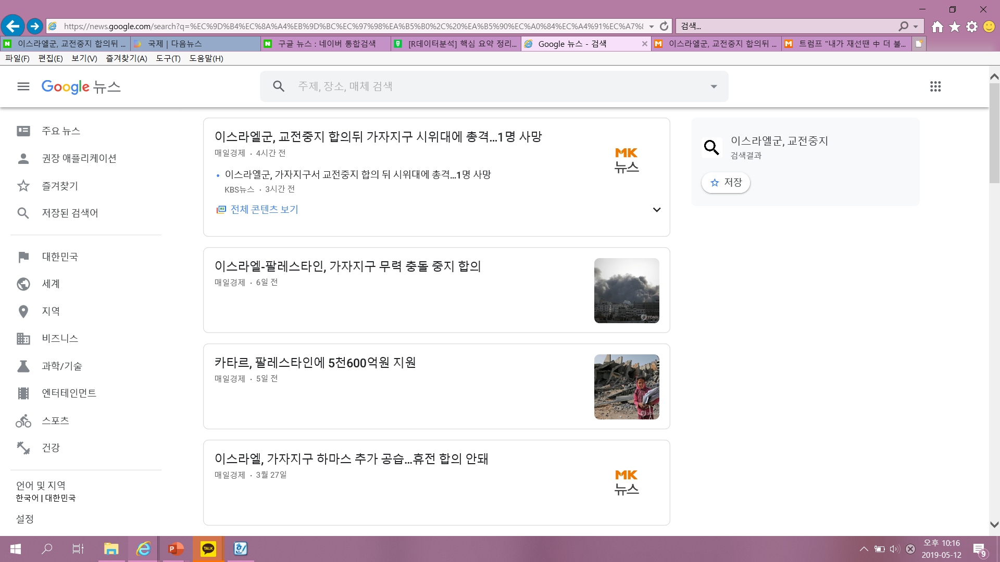 https://news.google.com/search?q=%EC%9D%B4%EC%8A%A4%EB%9D%BC%EC%97%98%EA%B5%B0%2C%20%EA%B5%90%EC%A0%84%EC%A4%91%EC%A7%8
검색...
이스라엘군, 교전중지 합의뒤 ...
국제 | 다음뉴스
구글 뉴스 : 네이버 통합검색
[R데이터분석] 핵심 요약 정리...
Google 뉴스 - 검색
이스라엘군, 교전중지 합의뒤 ...
트럼프 "내가 재선땐 中 더 불...
파일(F) 편집(E) 보기(V) 즐겨찾기(A) 도구(T) 도움말(H)
Google 뉴스
주제, 장소, 매체 검색
주요 뉴스
권장 애플리케이션
즐겨찾기
저장된 검색어
대한민국
세계
지역
비즈니스
과학/기술
엔터테인먼트
스포츠
건강
언어 및 지역
한국어 | 대한민국
설정
이스라엘군, 교전중지 합의뒤 가자지구 시위대에 총격...1명 사망
매일경제 · 4시간 전
MK
뉴스
• 이스라엘군, 가자지구서 교전중지 합의 뒤 시위대에 총격...1명 사망
KBS뉴스 · 3시간 전
전체 콘텐츠 보기
이스라엘-팔레스타인, 가자지구 무력 충돌 중지 합의
매일경제 · 6일 전
YONHA
카타르, 팔레스타인에 5천600억원 지원
매일경제 · 5일 전
YONHA
이스라엘, 가자지구 하마스 추가 공습...휴전 합의 안돼
매일경제 · 3월 27일
MK
뉴스
이스라엘군, 교전중지
검색결과
저장
TALK
오후 10:16
2019-05-12
9